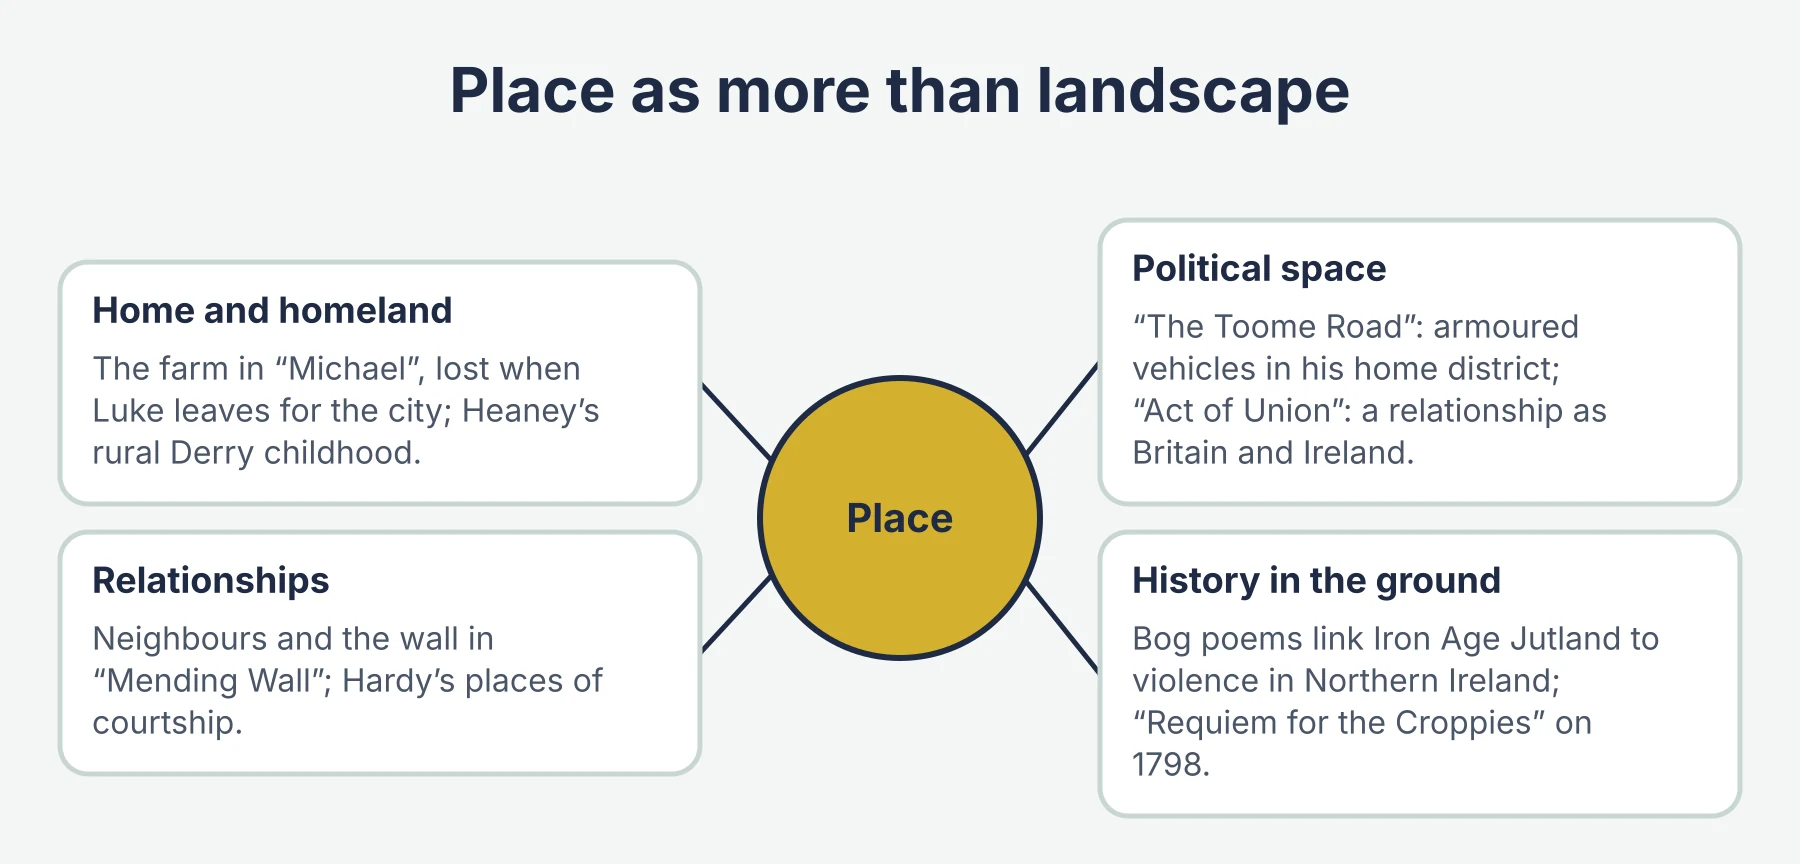 Place as more than landscape
Home and homeland
The farm in “Michael”, lost when
Luke leaves for the city; Heaney’s
rural Derry childhood.
Relationships
Neighbours and the wall in
“Mending Wall”; Hardy’s places of
courtship.
Place
Political space
“The Toome Road”: armoured
vehicles in his home district;
“Act of Union”: a relationship as
Britain and Ireland.
History in the ground
Bog poems link Iron Age Jutland to
violence in Northern Ireland;
“Requiem for the Croppies” on
1798.